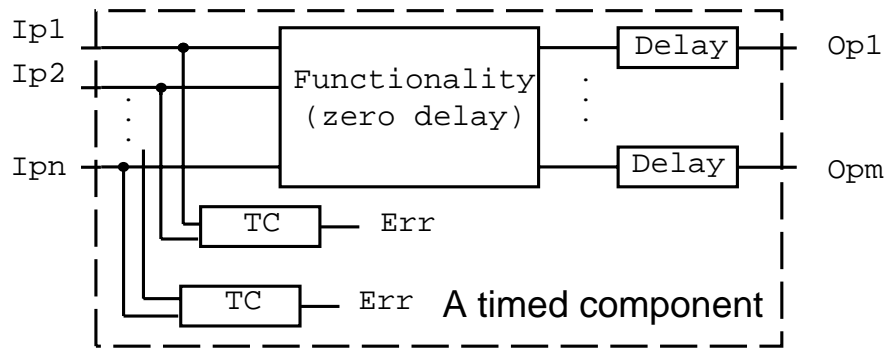 Ip1
Delay
Op1
Ip2
Functionality
(zero delay)
Ipn
Delay
Opm
TC
Err
TC
Err
A timed component